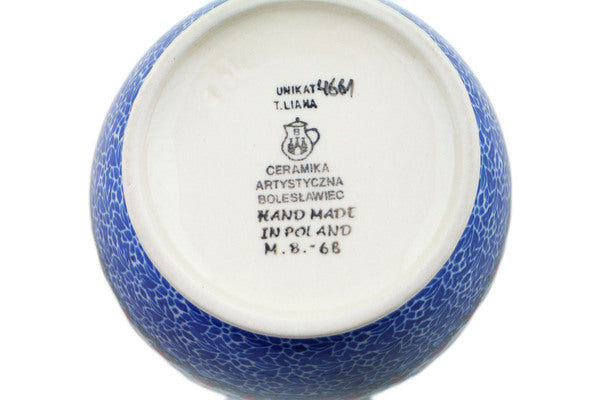 UNIKAT 4661
T. LIANA
CERAMIKA
ARTYSTYCZNA
BOLESŁAWIEC
HAND MADE
IN POLAND
M.B.-68